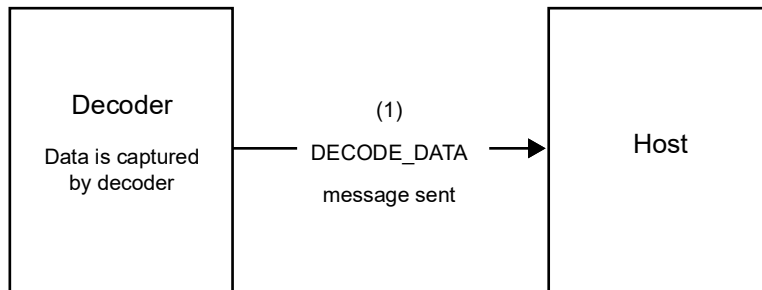 Decoder
Data is captured
by decoder
(1)
DECODE_DATA
message sent
Host